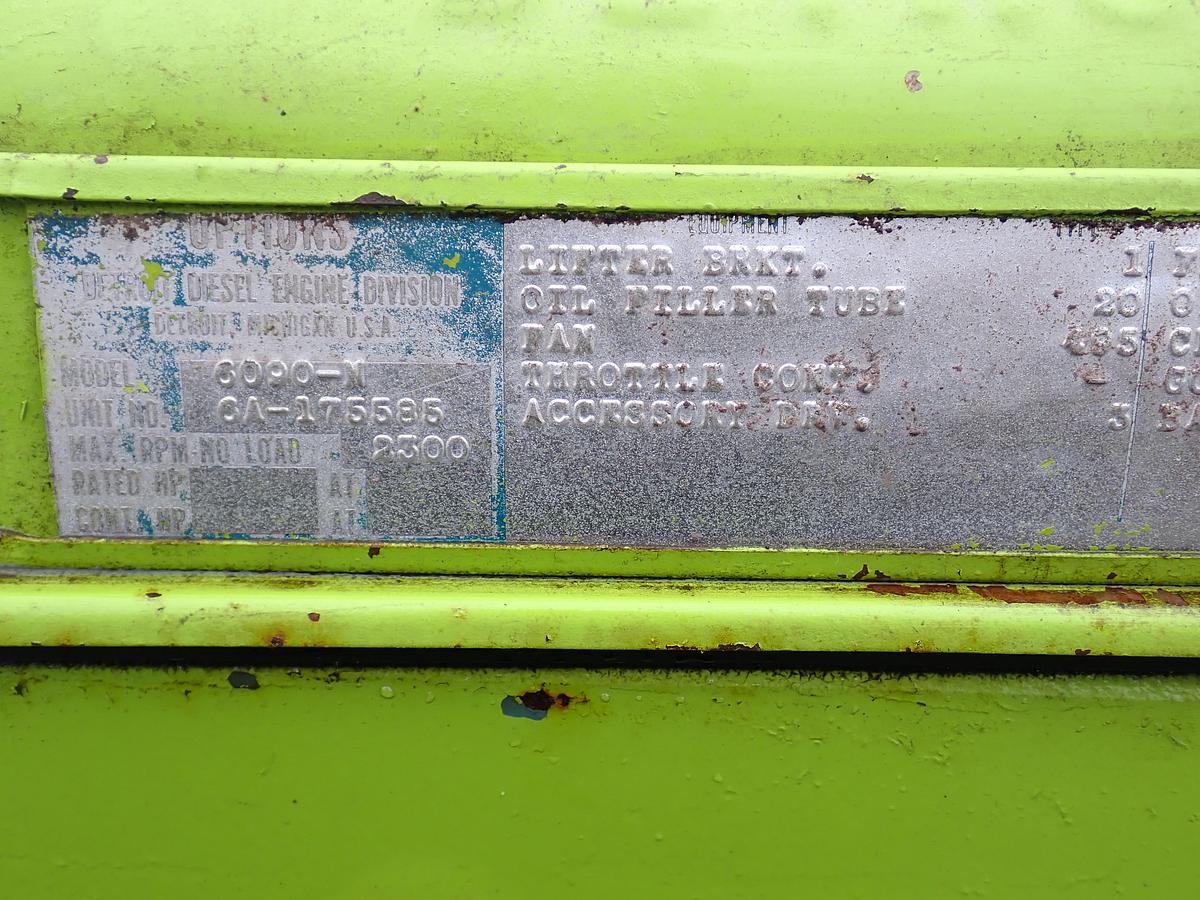 OPTIONS
DETROIT DIESEL ENGINE DIVISION
DETROIT, MICHIGAN U.S.A.
MODEL 6090-N
UNIT NO. 6A-175585
MAX. RPM-NO LOAD 2300
RATED HP AT
CONT. HP AT
EQUIPMENT
LIFTER BRKT. 1
OIL FILLER TUBE 20
FAN
THROTTLE CONT.
ACCESSORY DRV. 3